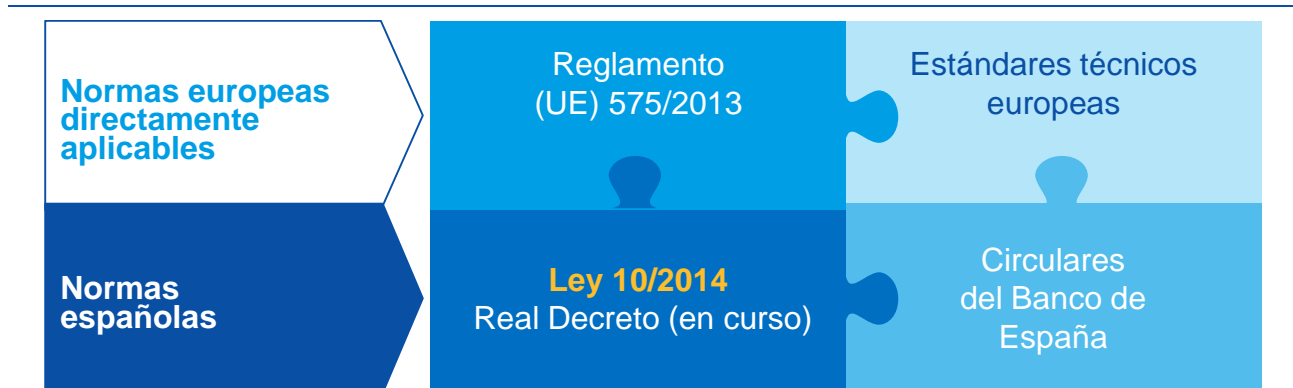 Normas europeas
directamente
aplicables
Reglamento
(UE) 575/2013
Estándares técnicos
europeas
Normas
españolas
Ley 10/2014
Real Decreto (en curso)
Circulares
del Banco de
España